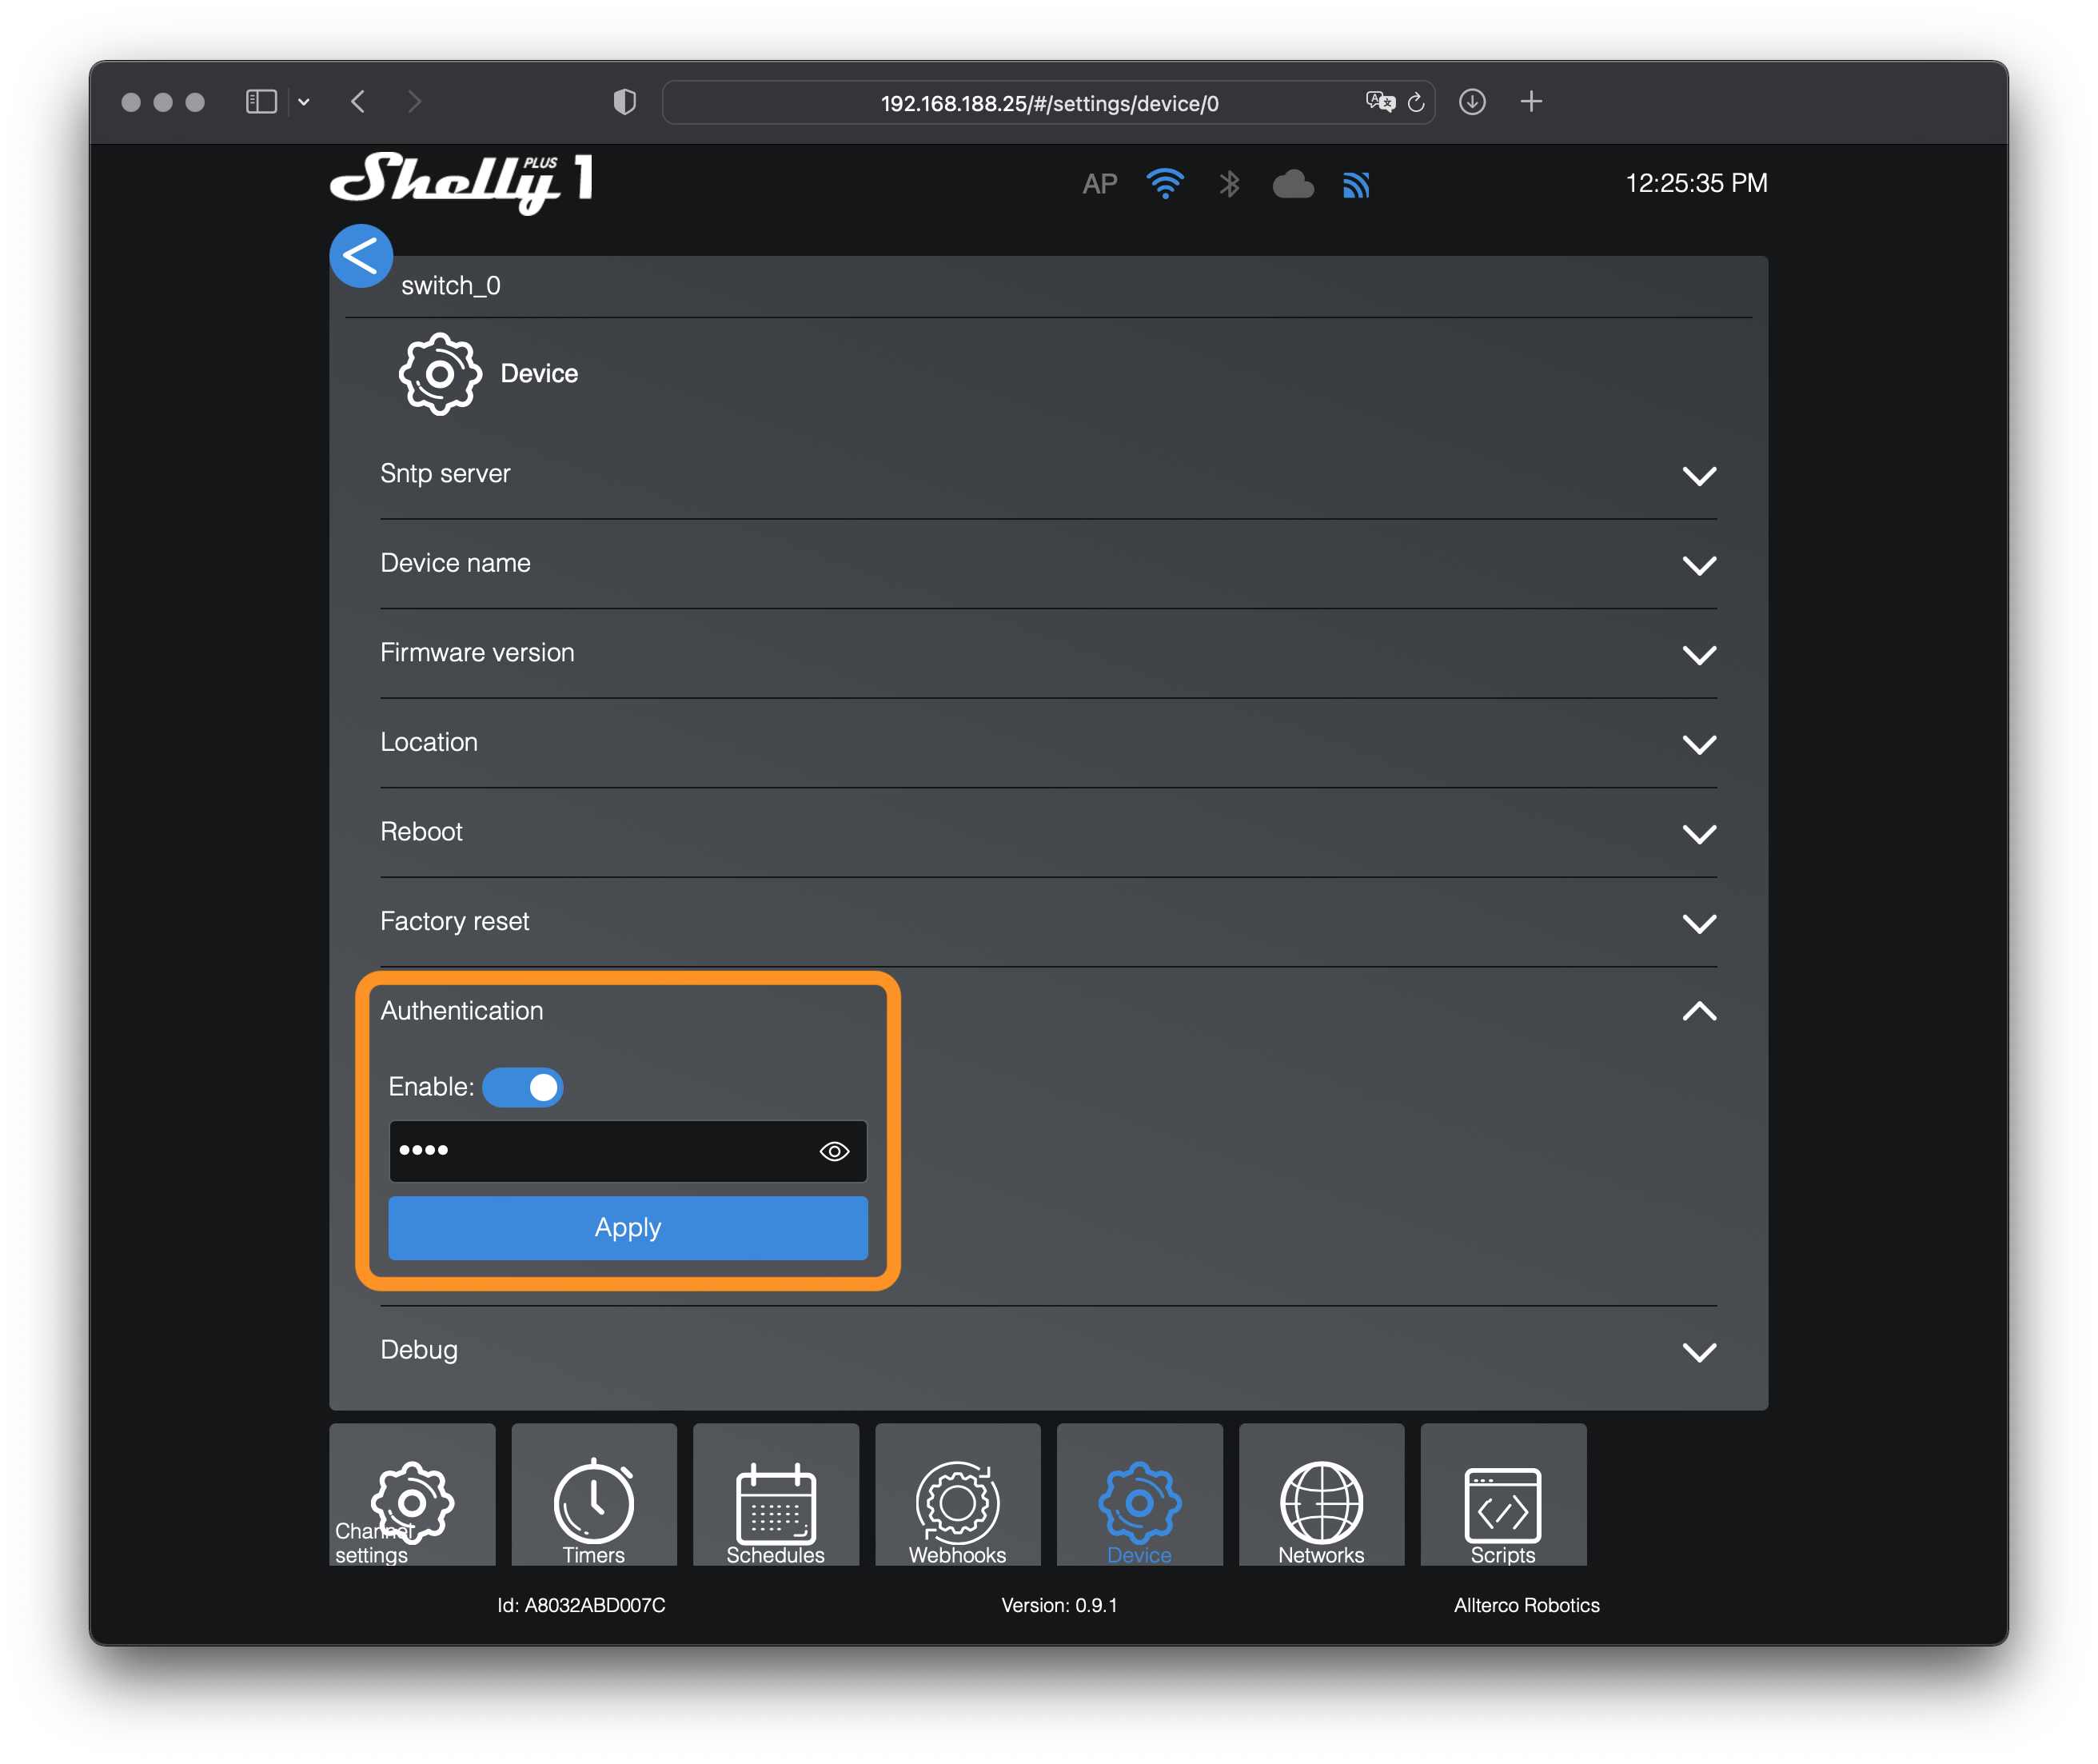 192.168.188.25/#/settings/device/0
Shelly PLUS 1
AP
12:25:35 PM
switch_0
Device
Sntp server
Device name
Firmware version
Location
Reboot
Factory reset
Authentication
Enable:
••••
Apply
Debug
Channel
settings
Timers
Schedules
Webhooks
Device
Networks
Scripts
Id: A8032ABD007C
Version: 0.9.1
Allterco Robotics